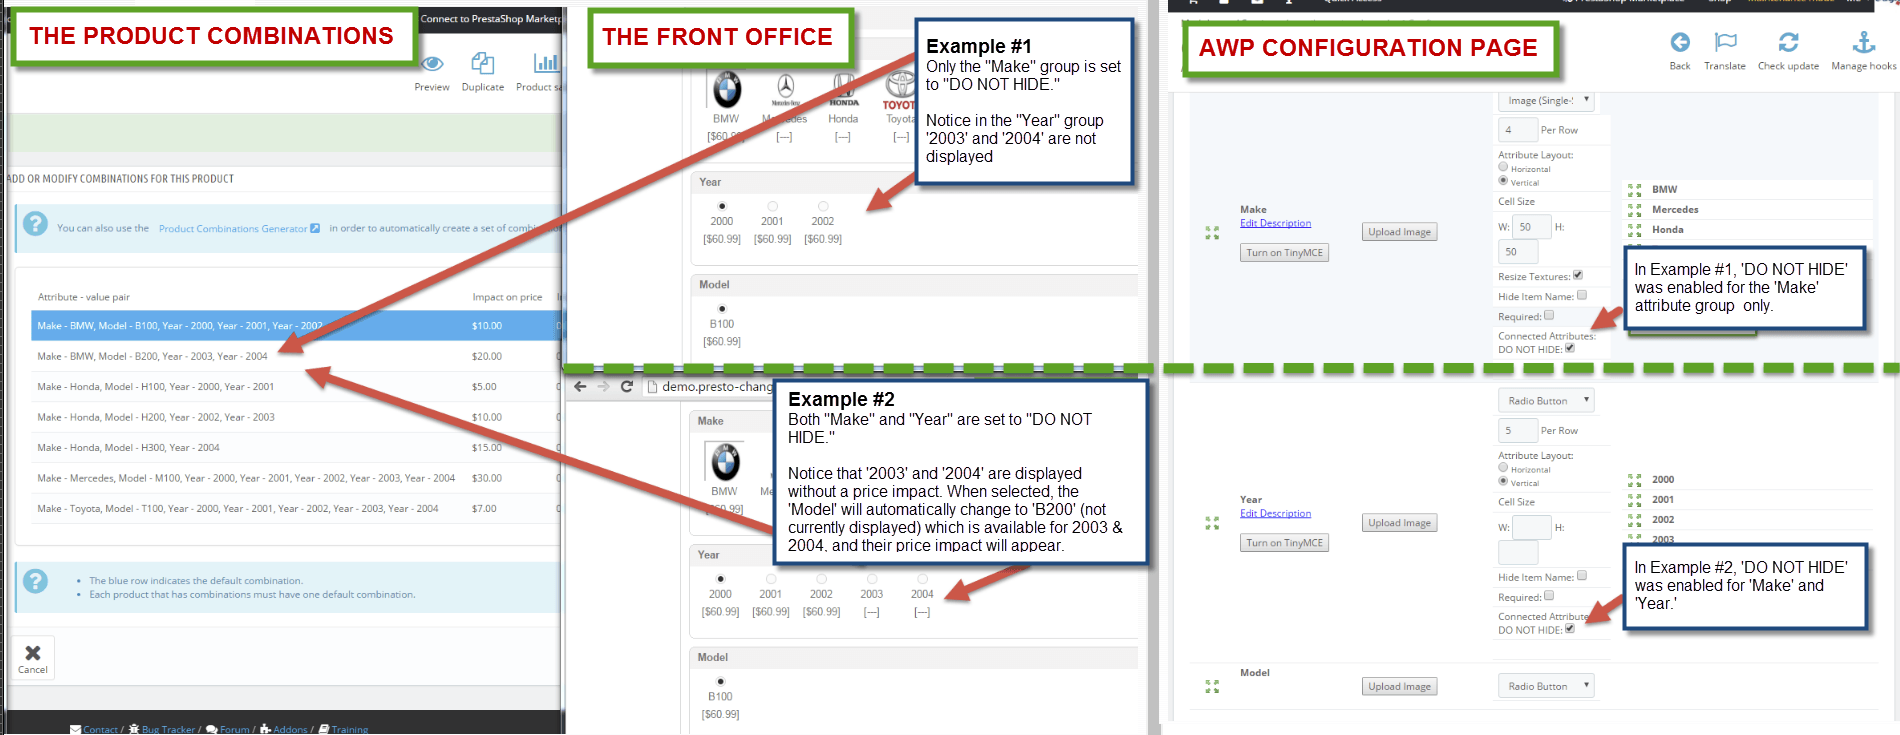 THE PRODUCT COMBINATIONS
Connect to PrestaShop Marketp
Preview
Duplicate
Product sa
ADD OR MODIFY COMBINATIONS FOR THIS PRODUCT
You can also use the Product Combinations Generator in order to automatically create a set of combinatio
Attribute - value pair Impact on price
Make - BMW, Model - B100, Year - 2000, Year - 2001, Year - 2002 $10.00
Make - BMW, Model - B200, Year - 2003, Year - 2004 $20.00
Make - Honda, Model - H100, Year - 2000, Year - 2001 $5.00
Make - Honda, Model - H200, Year - 2002, Year - 2003 $10.00
Make - Honda, Model - H300, Year - 2004 $15.00
Make - Mercedes, Model - M100, Year - 2000, Year - 2001, Year - 2002, Year - 2003, Year - 2004 $30.00
Make - Toyota, Model - T100, Year - 2000, Year - 2001, Year - 2002, Year - 2003, Year - 2004 $7.00
The blue row indicates the default combination.
Each product that has combinations must have one default combination.
Cancel
Contact / Bug Tracker / Forum / Addons / Training
THE FRONT OFFICE
Mercedes-Benz
HONDA
TOYOT
BMW Mercedes Honda Toyota
[$60.99] [---] [---] [---]
Year
2000 2001 2002
[$60.99] [$60.99] [$60.99]
Model
B100
[$60.99]
Example #1
Only the "Make" group is set
to "DO NOT HIDE."
Notice in the "Year" group
'2003' and '2004' are not
displayed
demo.presto-chang
Make
BMW Me
Example #2
Both "Make" and "Year" are set to "DO NOT
HIDE."
Notice that '2003' and '2004' are displayed
without a price impact. When selected, the
'Model' will automatically change to 'B200' (not
currently displayed) which is available for 2003 &
2004, and their price impact will appear.
Year
2000 2001 2002 2003 2004
[$60.99] [$60.99] [$60.99] [---] [---]
Model
B100
[$60.99]
AWP CONFIGURATION PAGE
Back
Translate
Check update
Manage hooks
Image (Single-
4 Per Row
Attribute Layout:
Horizontal
Vertical
Cell Size
W: 50 H:
50
Resize Textures:
Hide Item Name:
Required:
Connected Attributes:
DO NOT HIDE:
Make
Edit Description
Turn on TinyMCE
Upload Image
BMW
Mercedes
Honda
In Example #1, 'DO NOT HIDE'
was enabled for the 'Make'
attribute group only.
Radio Button
5 Per Row
Attribute Layout:
Horizontal
Vertical
Cell Size
W: H:
Hide Item Name:
Required:
Connected Attribute
DO NOT HIDE:
Year
Edit Description
Turn on TinyMCE
Upload Image
2000
2001
2002
2003
In Example #2, 'DO NOT HIDE'
was enabled for 'Make' and
'Year.'
Model
Upload Image
Radio Button